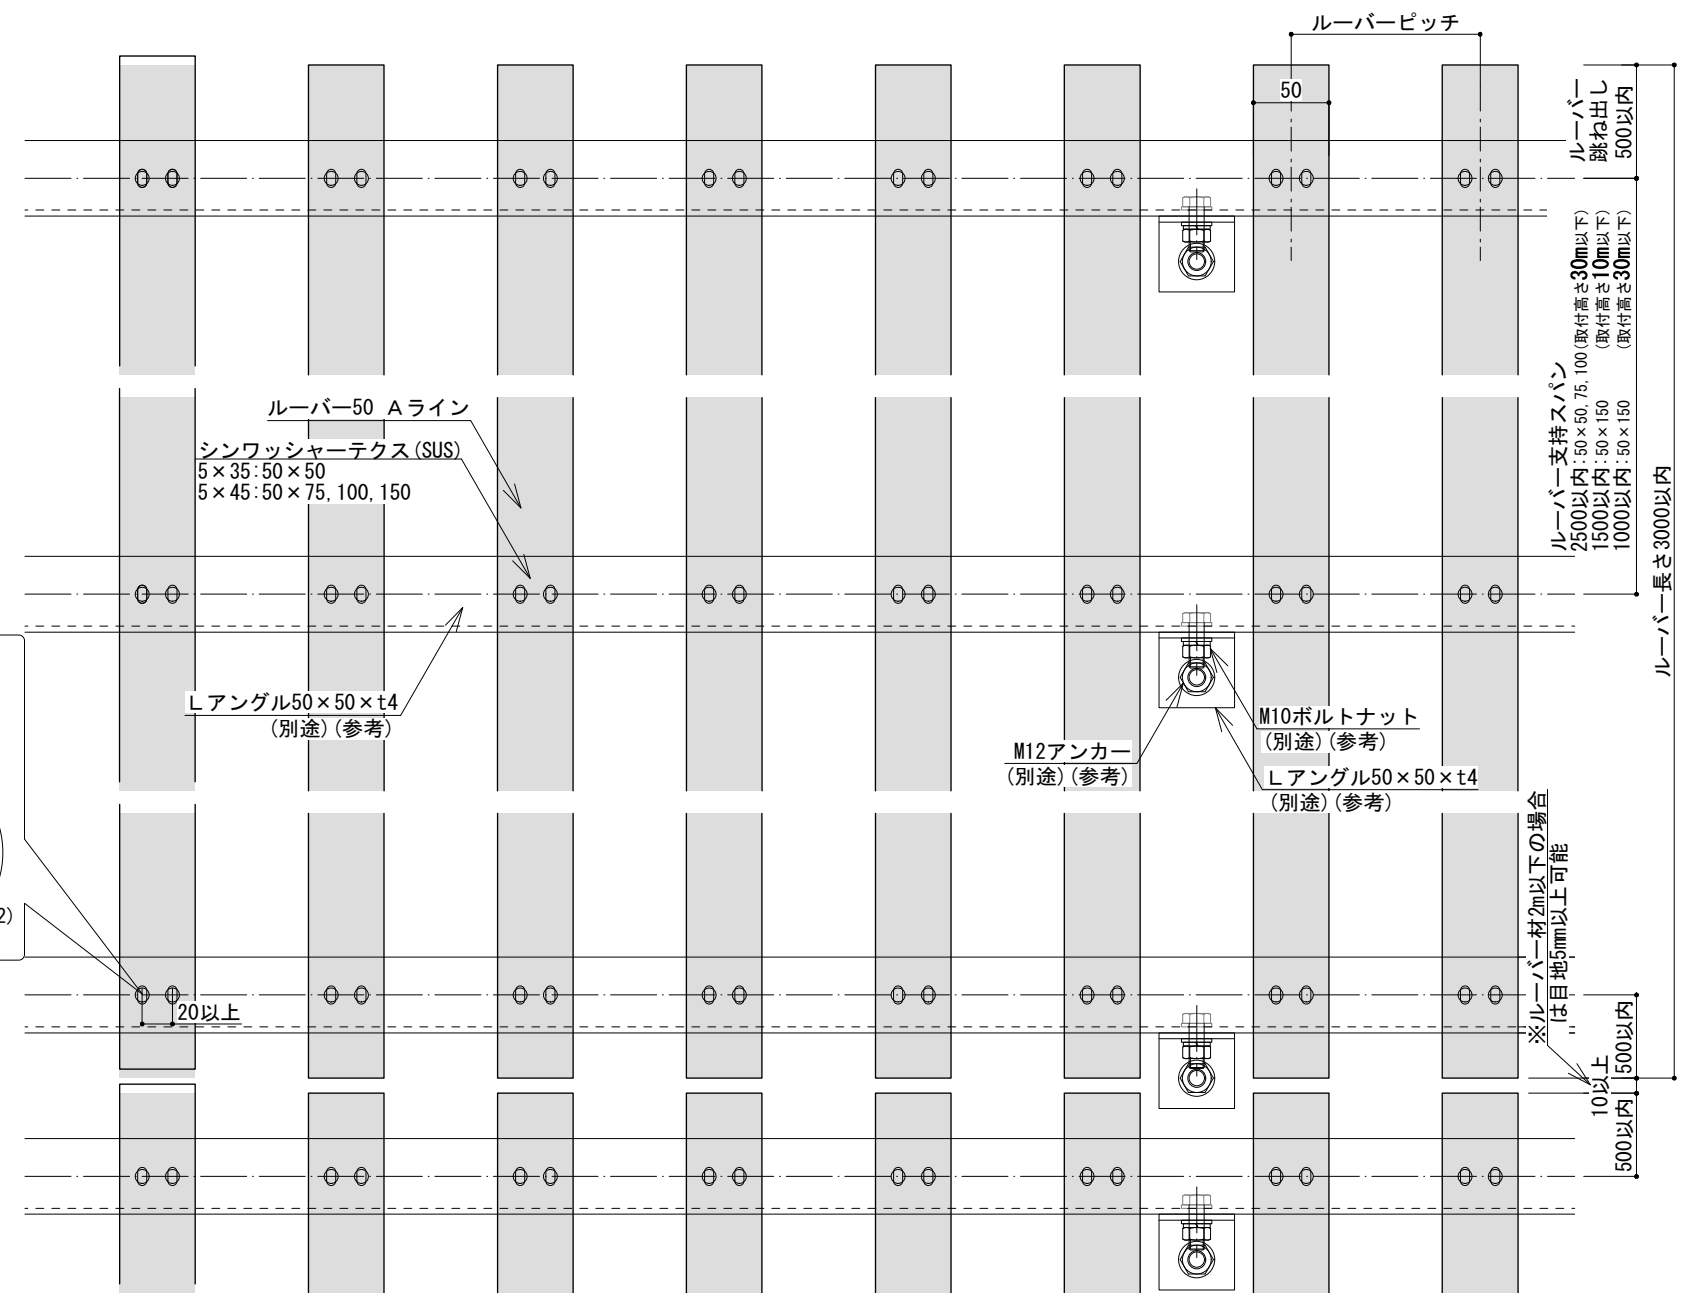 ルーバーピッチ
50
ルーバー
跳ね出し
500以内
ルーバー支持スパン
2500以内:50×50,75,100(取付高さ30m以下)
1500以内:50×150 (取付高さ10m以下)
1000以内:50×150 (取付高さ30m以下)
ルーバー長さ3000以内
ルーバー50 Aライン
シンワッシャーテクス(SUS)
5×35:50×50
5×45:50×75,100,150
Lアングル50×50×t4
(別途)(参考)
M10ボルトナット
(別途)(参考)
M12アンカー
(別途)(参考)
Lアングル50×50×t4
(別途)(参考)
※ルーバー材2m以下の場合
は目地5mm以上可能
2)
20以上
500以内
10以上
500以内